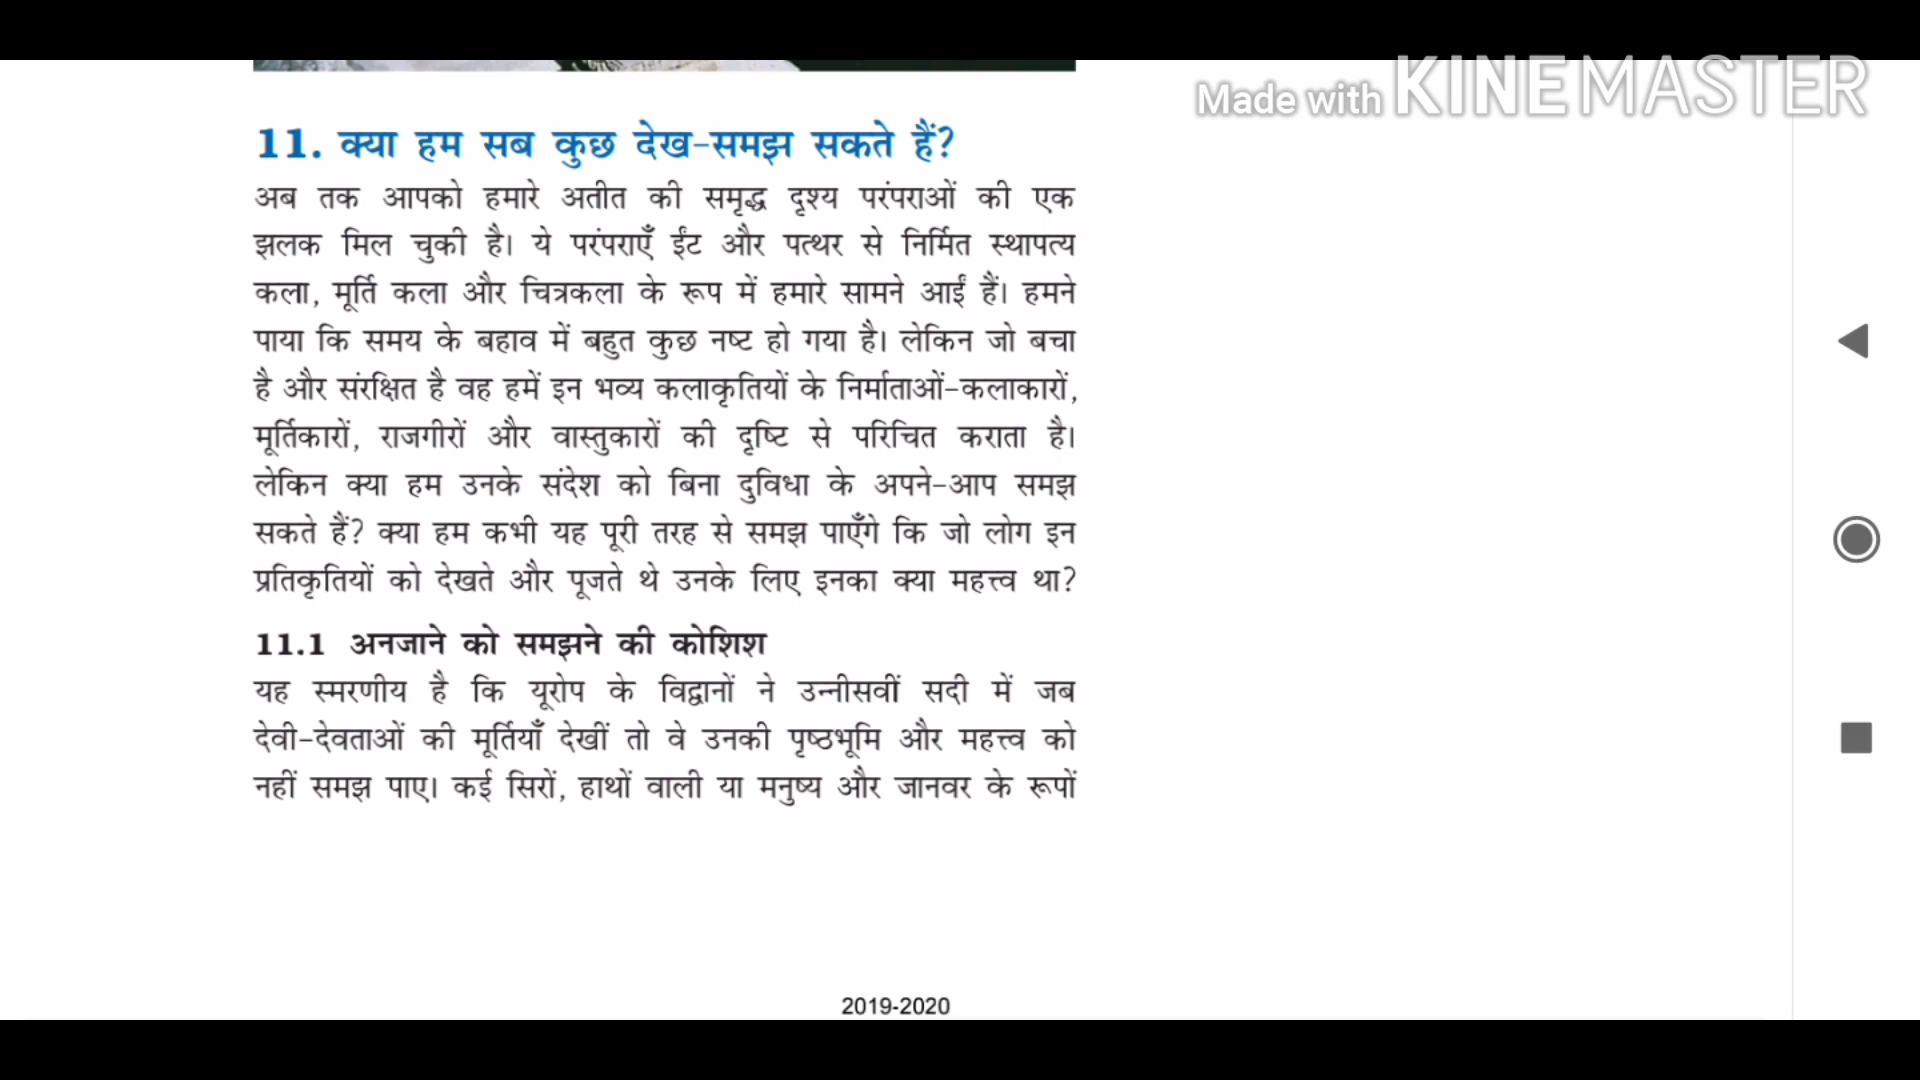 Made with KINEMASTER
11. क्या हम सब कुछ देख-समझ सकते हैं?
अब तक आपको हमारे अतीत की समृद्ध दृश्य परंपराओं की एक
झलक मिल चुकी है। ये परंपराएँ ईंट और पत्थर से निर्मित स्थापत्य
कला, मूर्ति कला और चित्रकला के रूप में हमारे सामने आईं हैं। हमने
पाया कि समय के बहाव में बहुत कुछ नष्ट हो गया है। लेकिन जो बचा
है और संरक्षित है वह हमें इन भव्य कलाकृतियों के निर्माताओं-कलाकारों,
मूर्तिकारों, राजगीरों और वास्तुकारों की दृष्टि से परिचित कराता है।
लेकिन क्या हम उनके संदेश को बिना दुविधा के अपने-आप समझ
सकते हैं? क्या हम कभी यह पूरी तरह से समझ पाएँगे कि जो लोग इन
प्रतिकृतियों को देखते और पूजते थे उनके लिए इनका क्या महत्त्व था?
11.1 अनजाने को समझने की कोशिश
यह स्मरणीय है कि यूरोप के विद्वानों ने उन्नीसवीं सदी में जब
देवी-देवताओं की मूर्तियाँ देखीं तो वे उनकी पृष्ठभूमि और महत्त्व को
नहीं समझ पाए। कई सिरों, हाथों वाली या मनुष्य और जानवर के रूपों
2019-2020